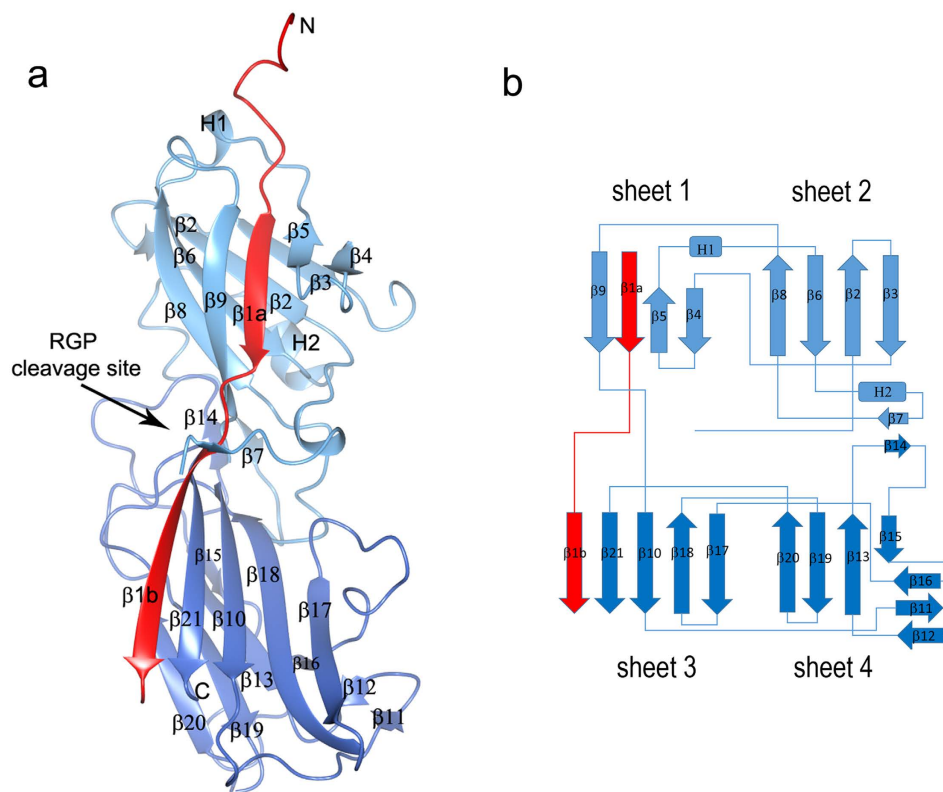 a
N
H1
β2
β5
β4
β6
β3
β8
β9
β1a
β2
H2
RGP
cleavage site
β14
β7
β15
β18
β1b
β21
β10
β17
β16
β13
β12
C
β11
β20
β19
b
sheet 1
sheet 2
H1
β9
β1a
β5
β4
β8
β6
β2
β3
H2
β7
β14
β1b
β21
β10
β18
β17
β20
β19
β13
β15
β16
β11
β12
sheet 3
sheet 4